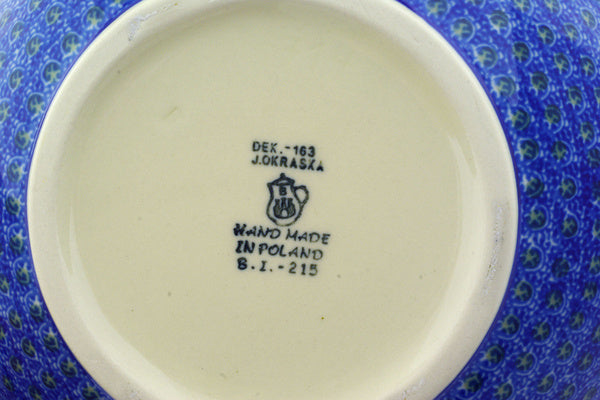 DEK.-163
J.OKRASKA
B
HAND MADE
IN POLAND
B.I.-215